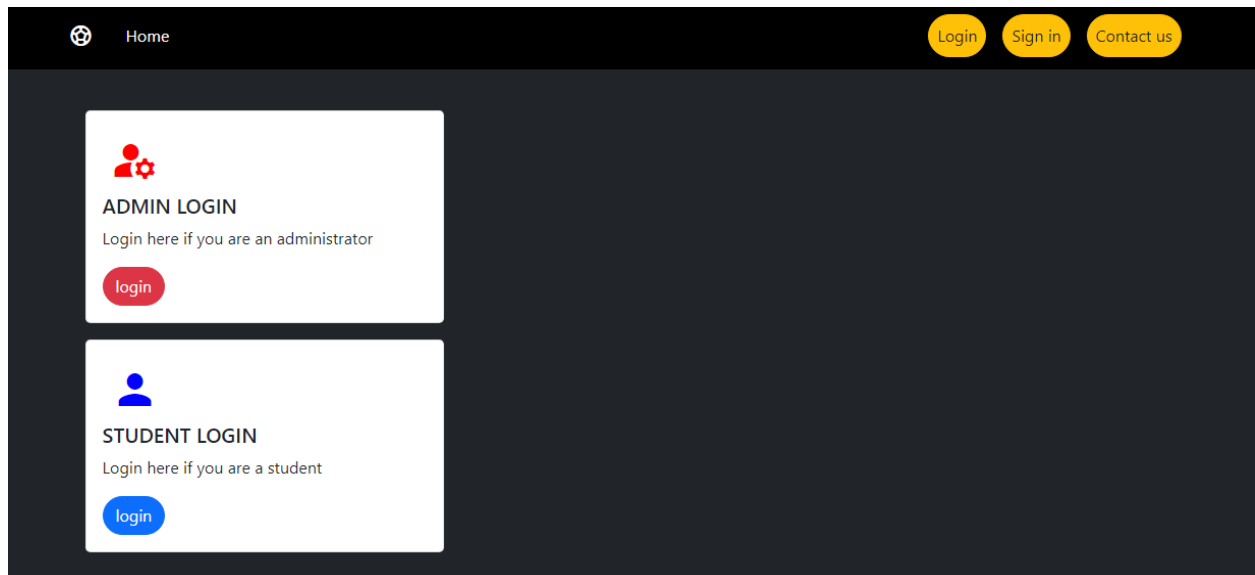 Home
Login
Sign in
Contact us
ADMIN LOGIN
Login here if you are an administrator
login
STUDENT LOGIN
Login here if you are a student
login